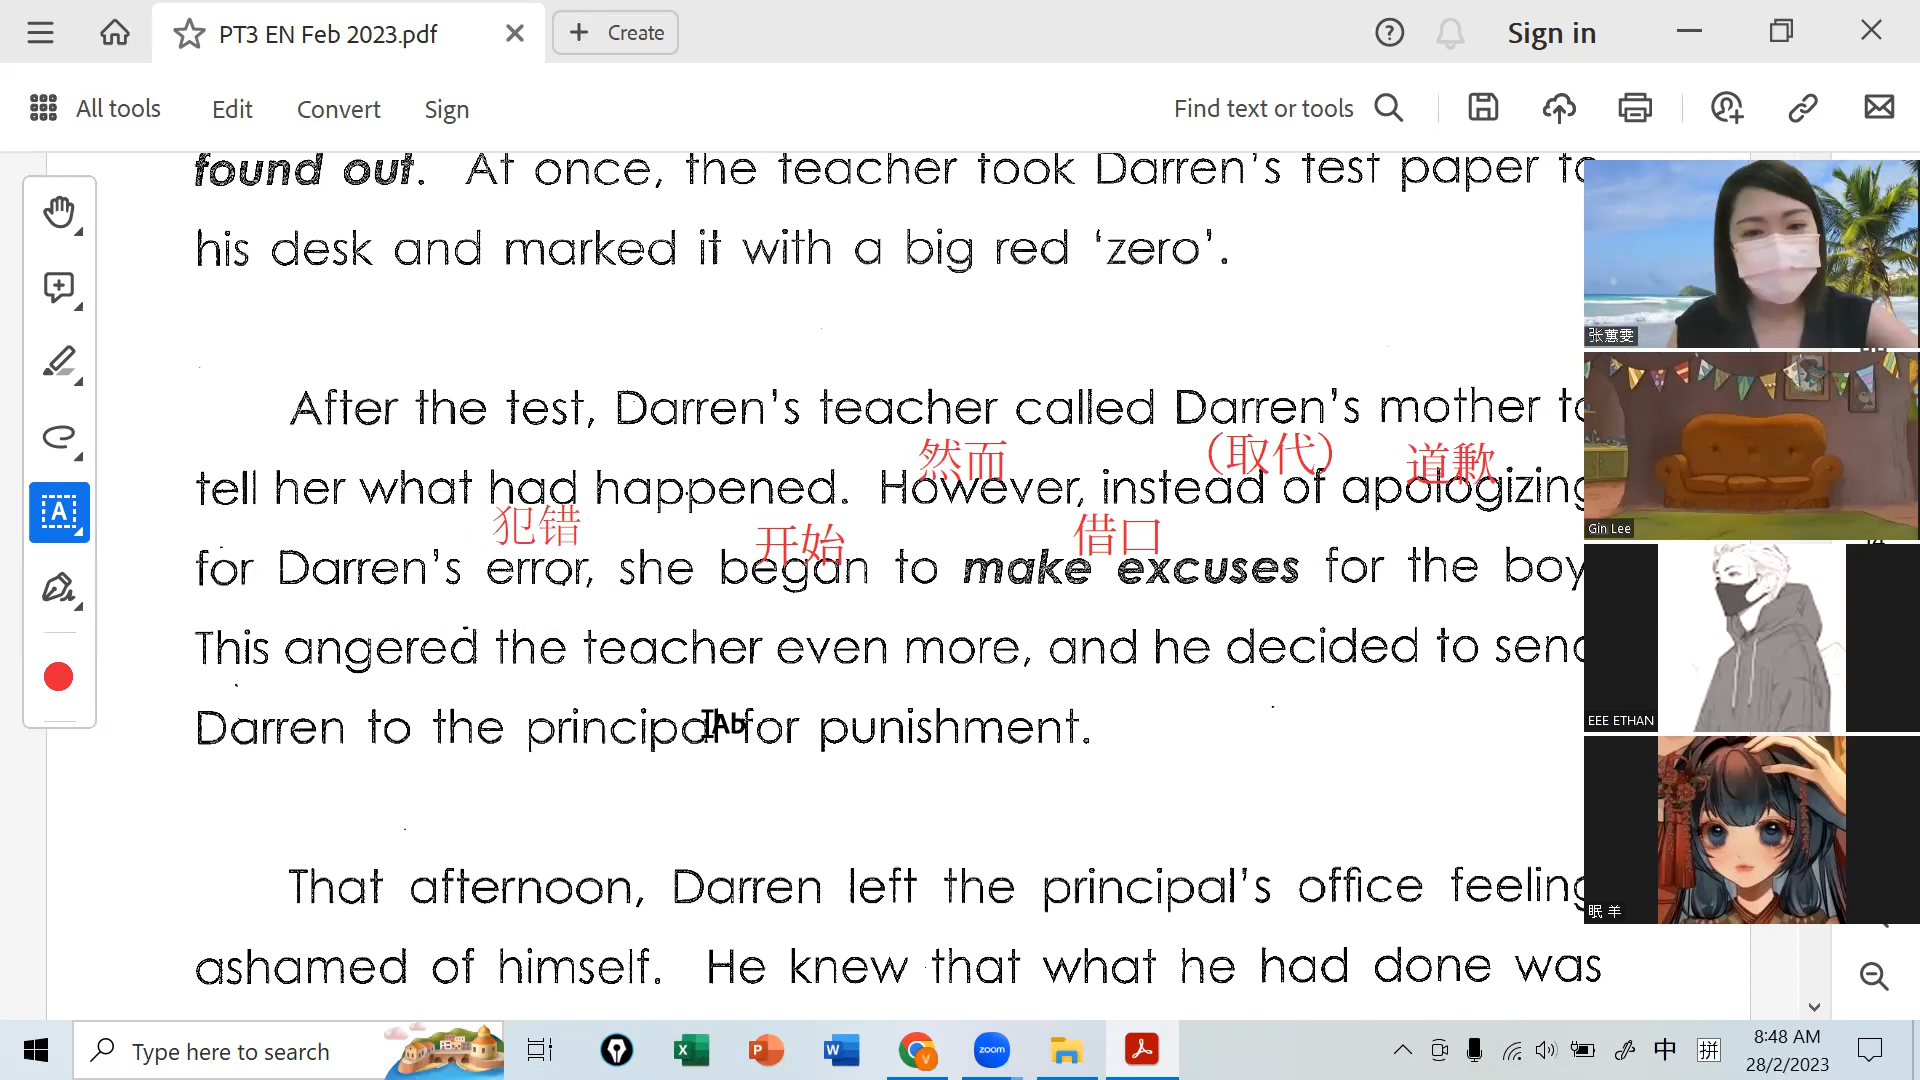 PT3 EN Feb 2023.pdf
Create
Sign in
All tools
Edit
Convert
Sign
Find text or tools
found out. At once, the teacher took Darren's test paper
his desk and marked it with a big red 'zero'.
After the test, Darren's teacher called Darren's mother
然而 (取代) 道歉
tell her what had happened. However, instead of apologizing
犯错 开始 借口
for Darren's error, she began to make excuses for the boy
This angered the teacher even more, and he decided to send
Darren to the principal for punishment.
That afternoon, Darren left the principal's office feeling
ashamed of himself. He knew that what he had done was
张蕙雯
Gin Lee
EEE ETHAN
眠 羊
Type here to search
zoom
中
拼
8:48 AM
28/2/2023